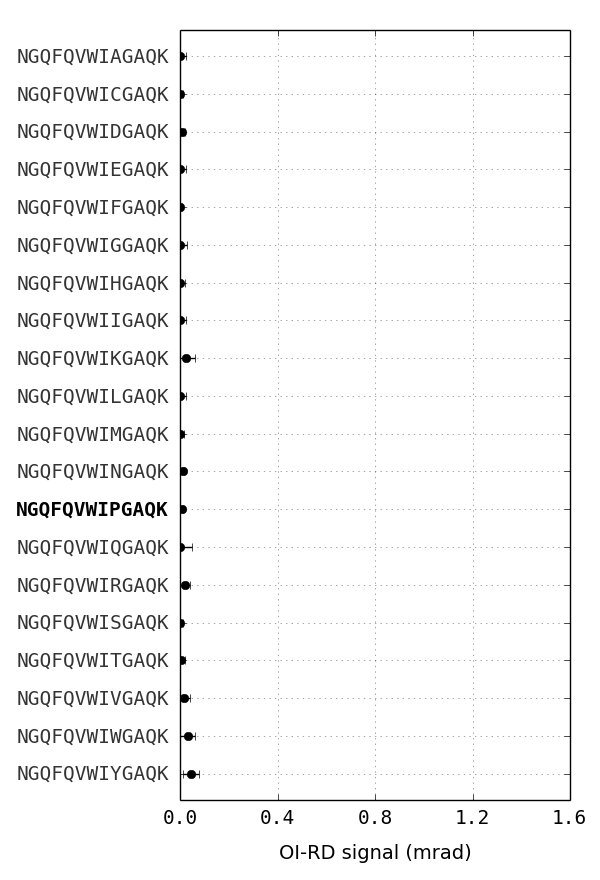 NGQFQVWIAGAQK
NGQFQVWICGAQK
NGQFQVWIDGAQK
NGQFQVWIEGAQK
NGQFQVWIFGAQK
NGQFQVWIGGAQK
NGQFQVWIHGAQK
NGQFQVWIIGAQK
NGQFQVWIKGAQK
NGQFQVWILGAQK
NGQFQVWIMGAQK
NGQFQVWINGAQK
NGQFQVWIPGAQK
NGQFQVWIQGAQK
NGQFQVWIRGAQK
NGQFQVWISGAQK
NGQFQVWITGAQK
NGQFQVWIVGAQK
NGQFQVWIWGAQK
NGQFQVWIYGAQK
0.0 0.4 0.8 1.2 1.6
OI-RD signal (mrad)